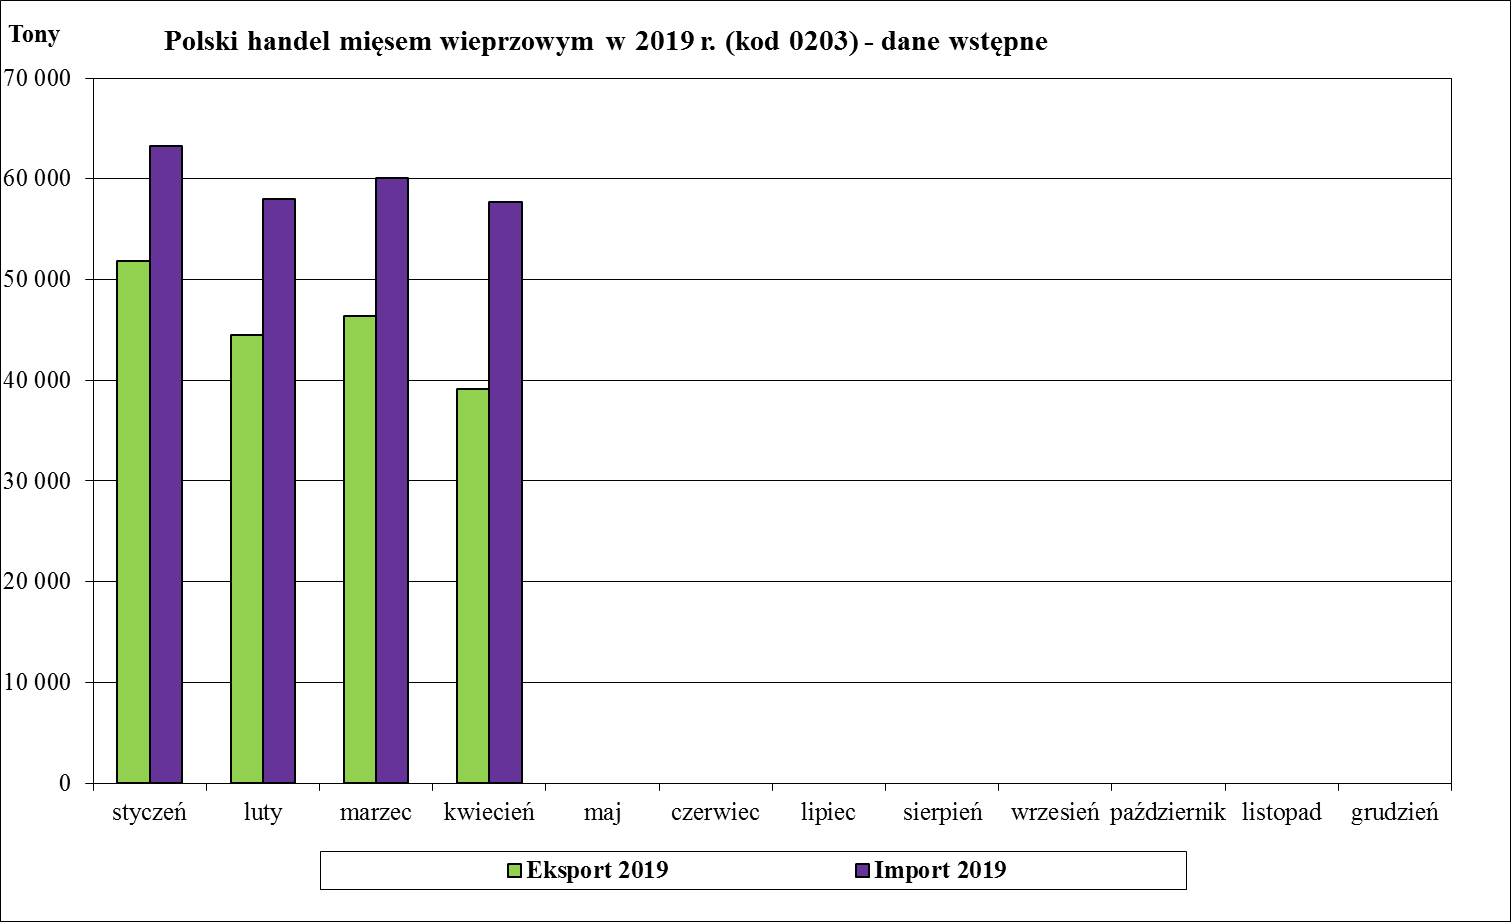 Tony
Polski handel mięsem wieprzowym w 2019 r. (kod 0203) - dane wstępne
70 000
60 000
50 000
40 000
30 000
20 000
10 000
0
styczeń luty marzec kwiecień maj czerwiec lipiec sierpień wrzesień październik listopad grudzień
Eksport 2019 Import 2019